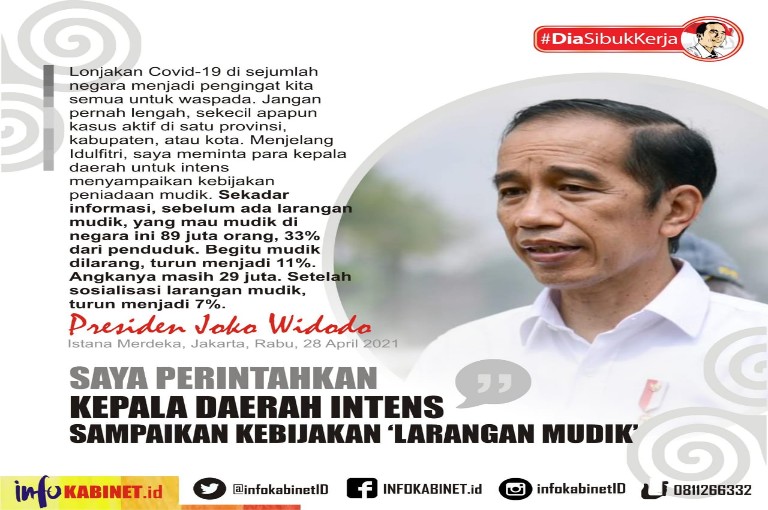 #DiaSibukKerja
Lonjakan Covid-19 di sejumlah
negara menjadi pengingat kita
semua untuk waspada. Jangan
pernah lengah, sekecil apapun
kasus aktif di satu provinsi,
kabupaten, atau kota. Menjelang
Idulfitri, saya meminta para kepala
daerah untuk intens
menyampaikan kebijakan
peniadaan mudik. Sekadar
informasi, sebelum ada larangan
mudik, yang mau mudik di
negara ini 89 juta orang, 33%
dari penduduk. Begitu mudik
dilarang, turun menjadi 11%.
Angkanya masih 29 juta. Setelah
sosialisasi larangan mudik,
turun menjadi 7%.
Presiden Joko Widodo
Istana Merdeka, Jakarta, Rabu, 28 April 2021
SAYA PERINTAHKAN
KEPALA DAERAH INTENS
SAMPAIKAN KEBIJAKAN ‘LARANGAN MUDIK’
info KABINET.id @infokabinetID INFOKABINET.id infokabinetID 0811266332